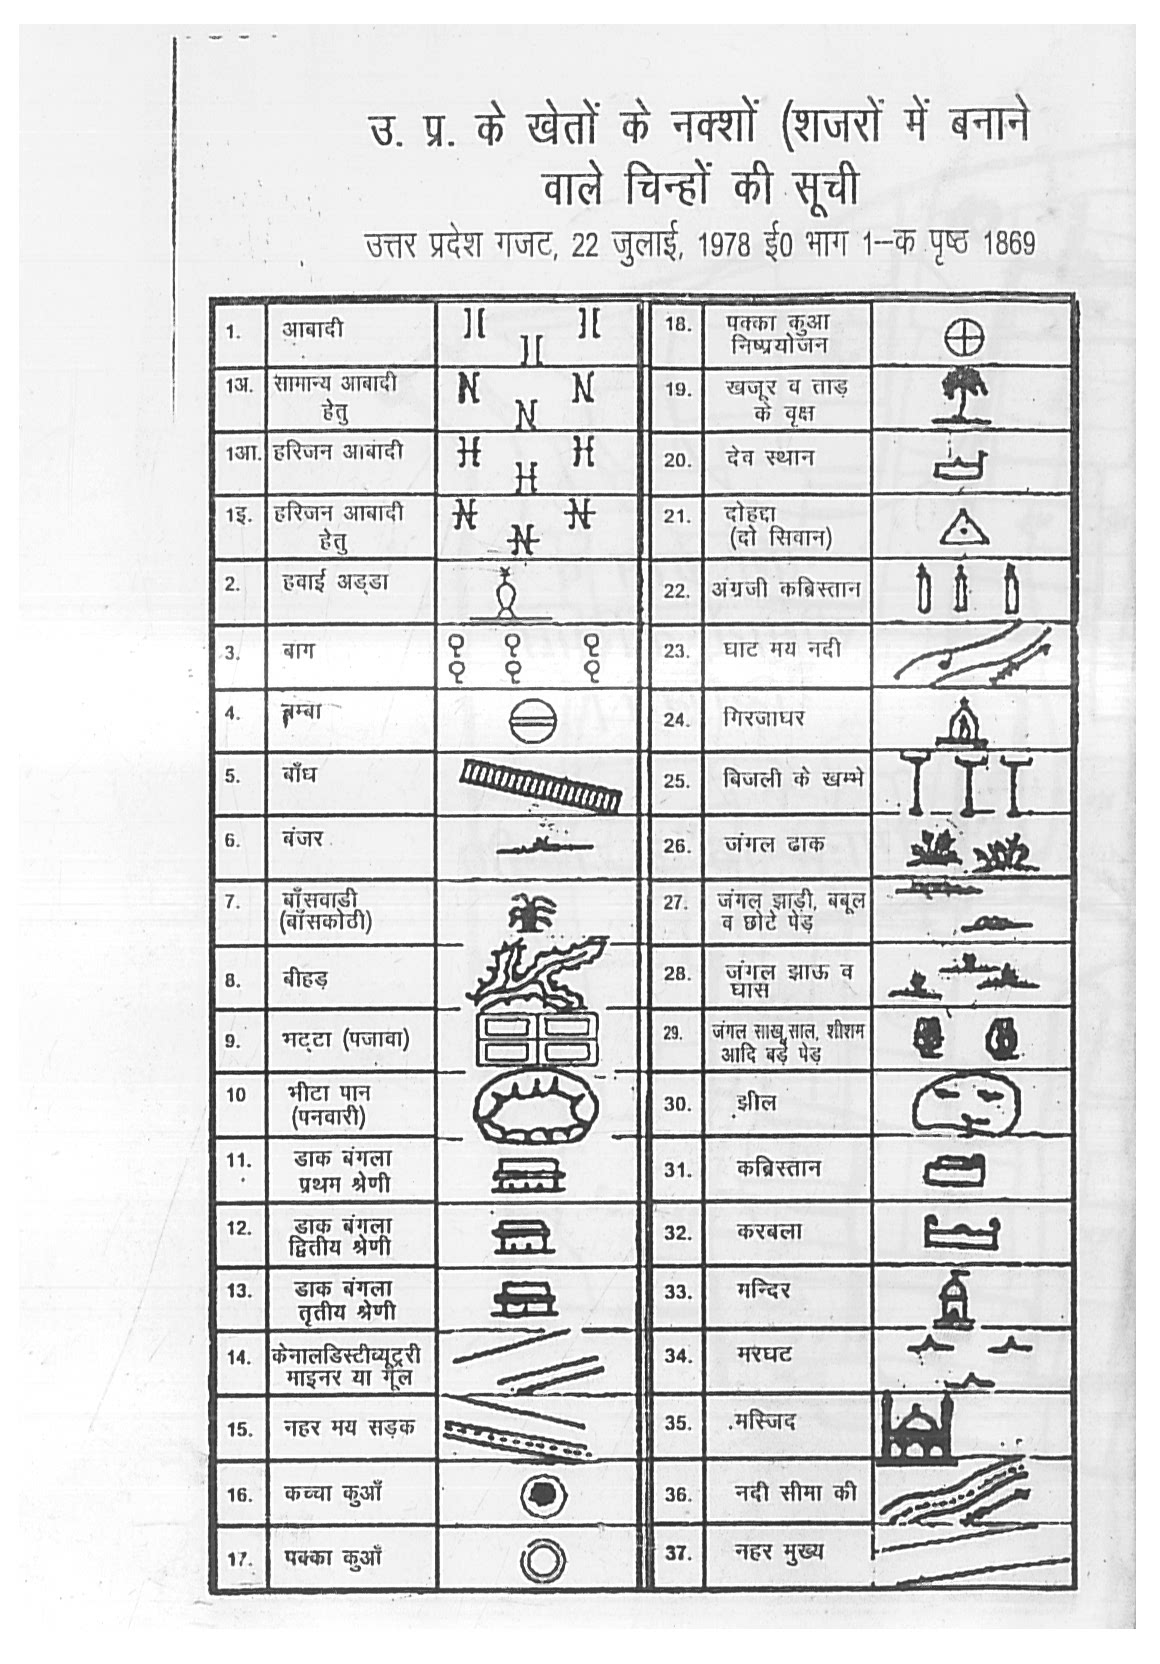 उ. प्र. के खेतों के नक्शों (शजरों में बनाने
वाले चिन्हों की सूची
उत्तर प्रदेश गजट, 22 जुलाई, 1978 ई0 भाग 1–क पृष्ठ 1869
1. आबादी
1अ. सामान्य आबादी
हेतु
1आ. हरिजन आबादी
1इ. हरिजन आबादी
हेतु
2. हवाई अड्डा
3. बाग
4. बम्बा
5. बाँध
6. बंजर
7. बाँसवाडी
(बाँसकोठी)
8. बीहड़
9. भट्टा (पजावा)
10 भीटा पान
(पनवारी)
11. डाक बंगला
प्रथम श्रेणी
12. डाक बंगला
द्वितीय श्रेणी
13. डाक बंगला
तृतीय श्रेणी
14. केनालडिस्टीब्यूट्ररी
माइनर या गूल
15. नहर मय सड़क
16. कच्चा कुआँ
17. पक्का कुआँ
18. पक्का कुआ
निष्प्रयोजन
19. खजूर व ताड़
के वृक्ष
20. देव स्थान
21. दोहद्दा
(दो सिवान)
22. अंग्रजी कब्रिस्तान
23. घाट मय नदी
24. गिरजाघर
25. बिजली के खम्भे
26. जंगल ढाक
27. जंगल झाड़ी, बबूल
व छोटे पेड़
28. जंगल झाऊ व
घास
29. जंगल साखू,साल, शीशम
आदि बड़े पेड़
30. झील
31. कब्रिस्तान
32. करबला
33. मन्दिर
34. मरघट
35. मस्जिद
36. नदी सीमा की
37. नहर मुख्य